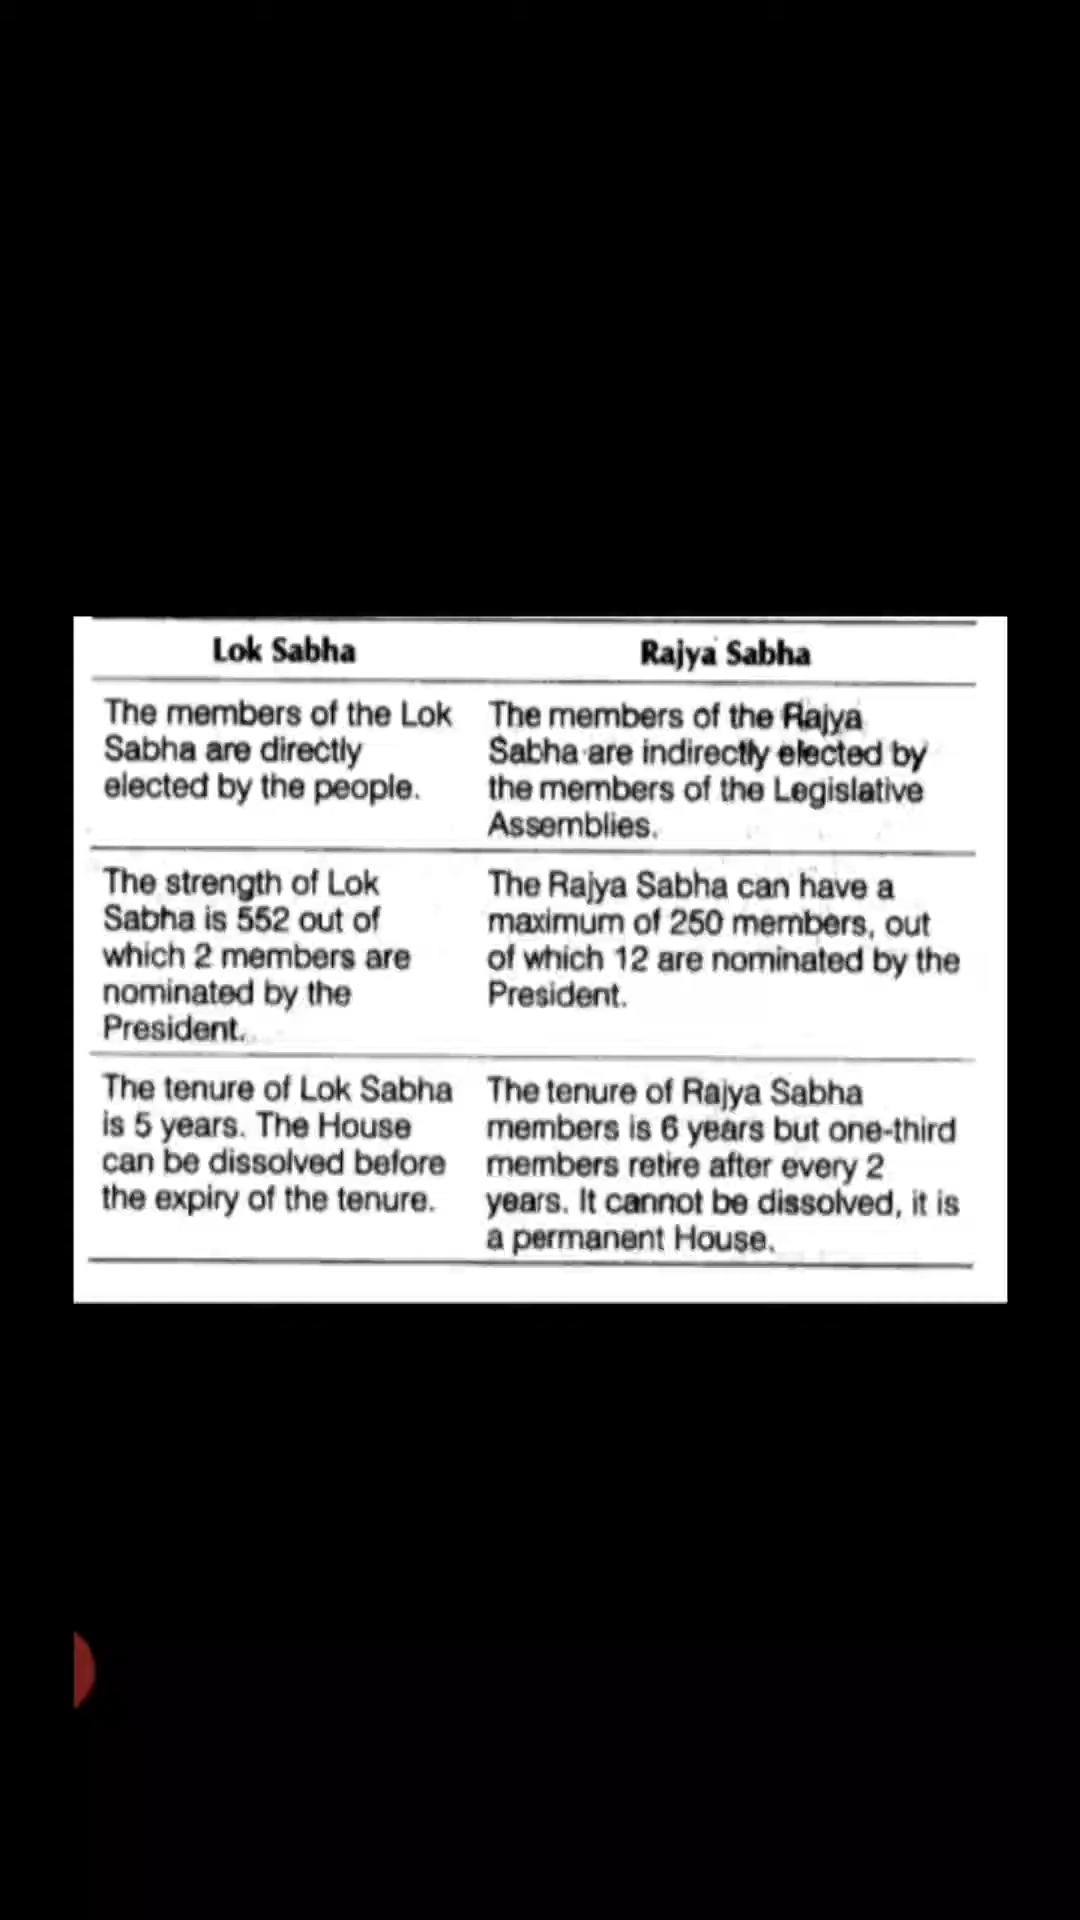 Lok Sabha
Rajya Sabha
The members of the Lok
Sabha are directly
elected by the people.
The members of the Rajya
Sabha are indirectly elected by
the members of the Legislative
Assemblies.
The strength of Lok
Sabha is 552 out of
which 2 members are
nominated by the
President.
The Rajya Sabha can have a
maximum of 250 members, out
of which 12 are nominated by the
President.
The tenure of Lok Sabha
is 5 years. The House
can be dissolved before
the expiry of the tenure.
The tenure of Rajya Sabha
members is 6 years but one-third
members retire after every 2
years. It cannot be dissolved, it is
a permanent House.